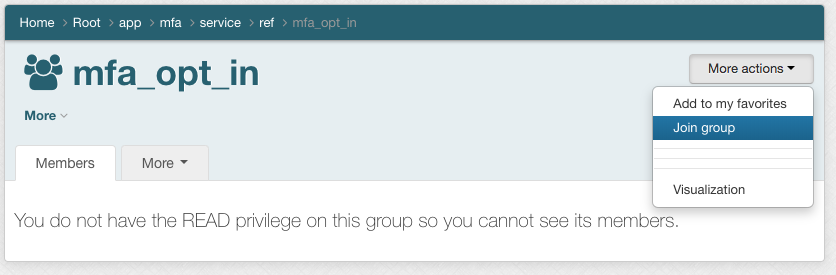 Home > Root > app > mfa > service > ref > mfa_opt_in
mfa_opt_in
More actions
Add to my favorites
Join group
Visualization
More
Members
More
You do not have the READ privilege on this group so you cannot see its members.